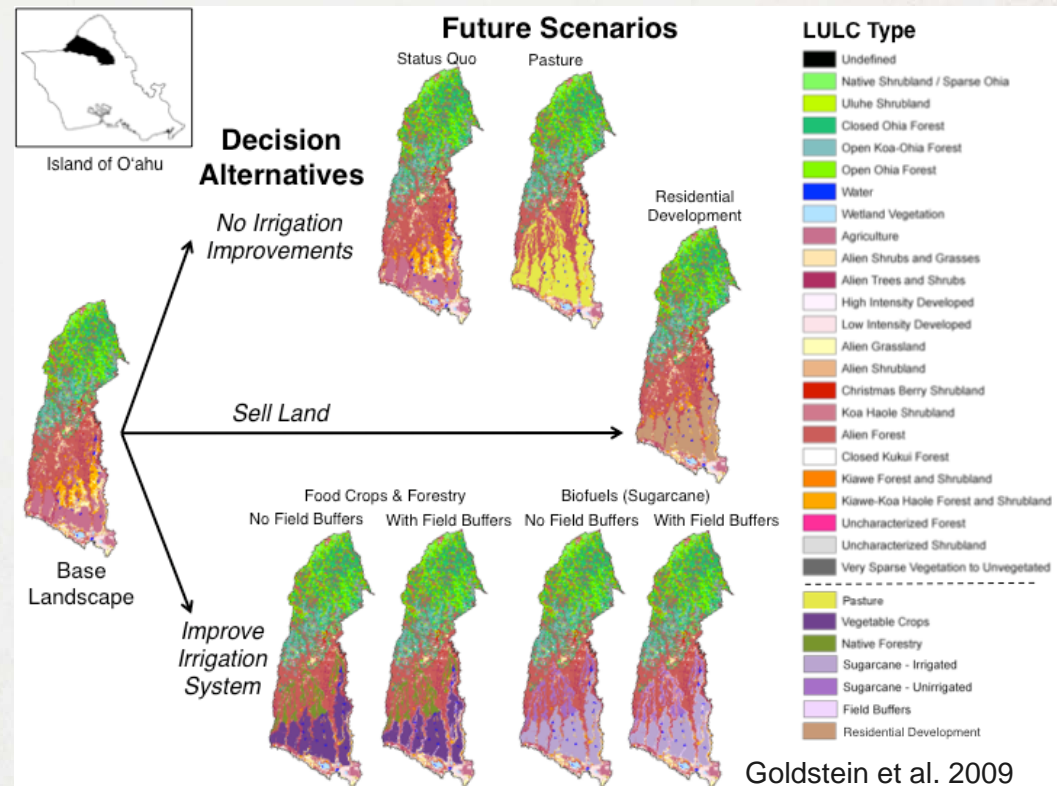 Island of O'ahu
Future Scenarios
Status Quo
Pasture
Decision
Alternatives
No Irrigation
Improvements
Residential
Development
Sell Land
Base
Landscape
Improve
Irrigation
System
Food Crops & Forestry
No Field Buffers
With Field Buffers
Biofuels (Sugarcane)
No Field Buffers
With Field Buffers
LULC Type
Undefined
Native Shrubland / Sparse Ohia
Uluhe Shrubland
Closed Ohia Forest
Open Koa-Ohia Forest
Open Ohia Forest
Water
Wetland Vegetation
Agriculture
Alien Shrubs and Grasses
Alien Trees and Shrubs
High Intensity Developed
Low Intensity Developed
Alien Grassland
Alien Shrubland
Christmas Berry Shrubland
Koa Haole Shrubland
Alien Forest
Closed Kukui Forest
Kiawe Forest and Shrubland
Kiawe-Koa Haole Forest and Shrubland
Uncharacterized Forest
Uncharacterized Shrubland
Very Sparse Vegetation to Unvegetated
Pasture
Vegetable Crops
Native Forestry
Sugarcane - Irrigated
Sugarcane - Unirrigated
Field Buffers
Residential Development
Goldstein et al. 2009